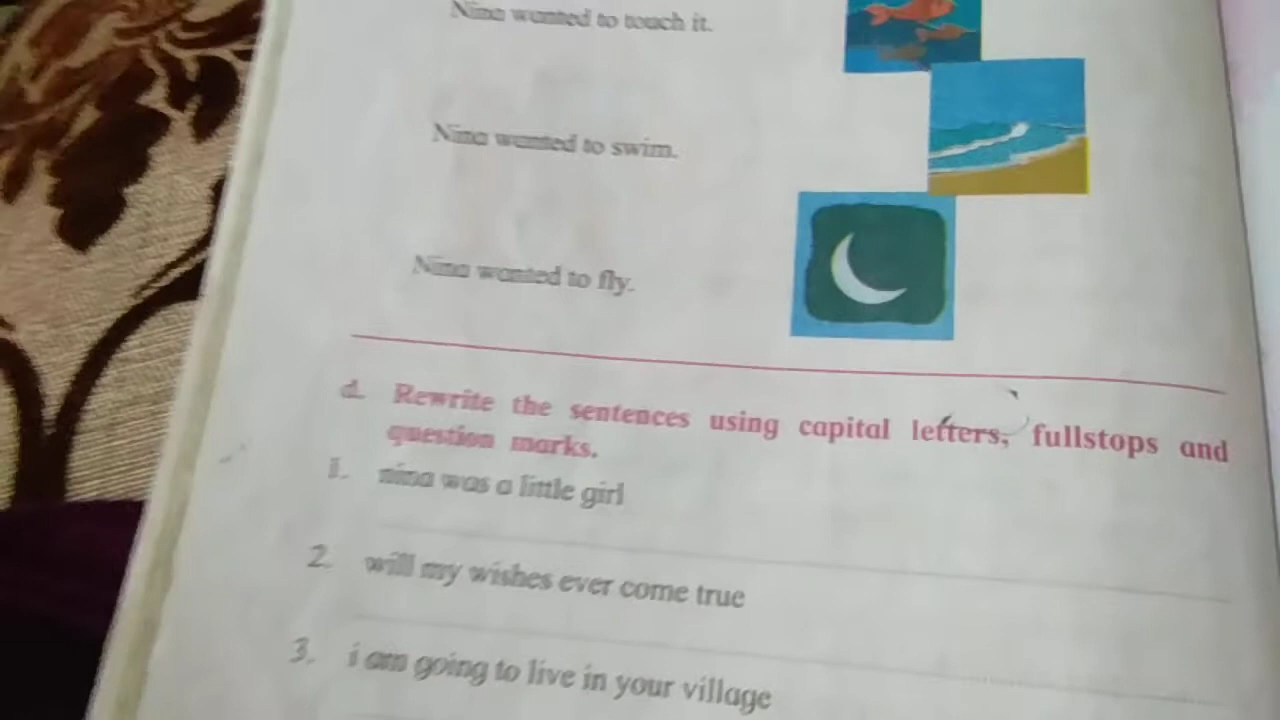 Nina wanted to touch it.
Nina wanted to swim.
Nina wanted to fly.
d. Rewrite the sentences using capital letters, fullstops and
question marks.
1. nina was a little girl
2. will my wishes ever come true
3. i am going to live in your village